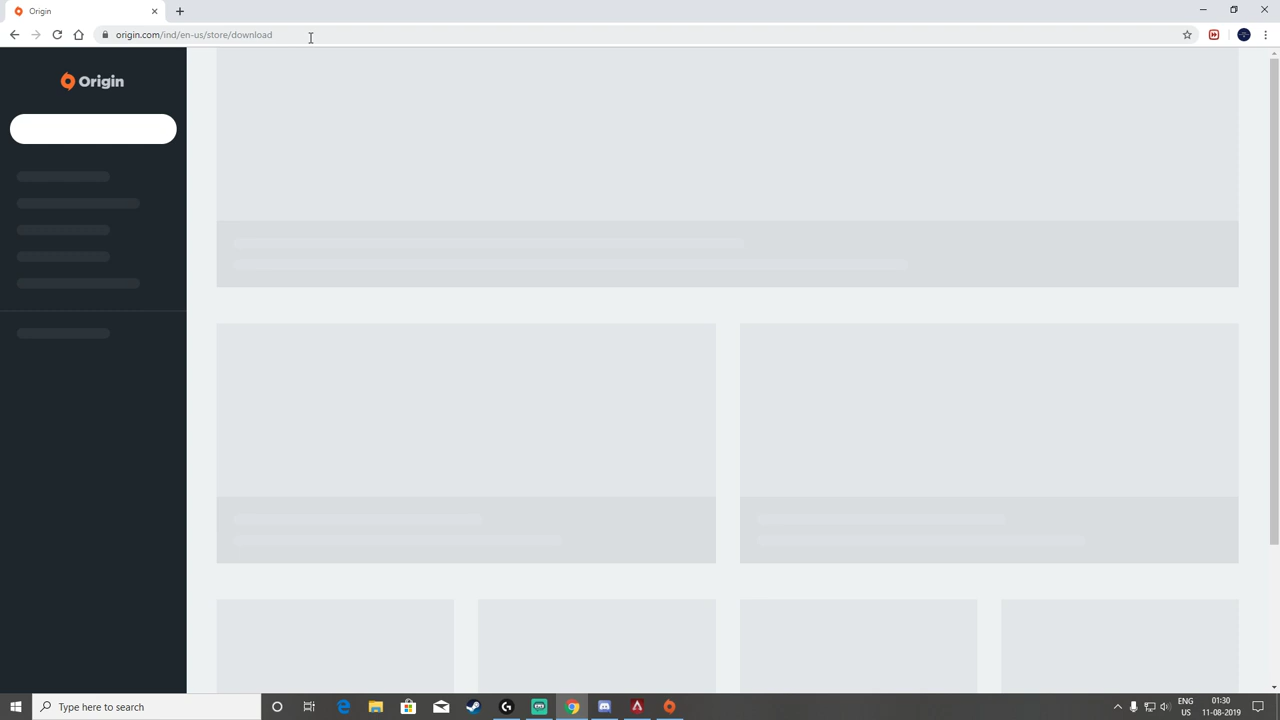 Origin
origin.com/ind/en-us/store/download
Origin
Type here to search
ENG
US
01:30
11-08-2019